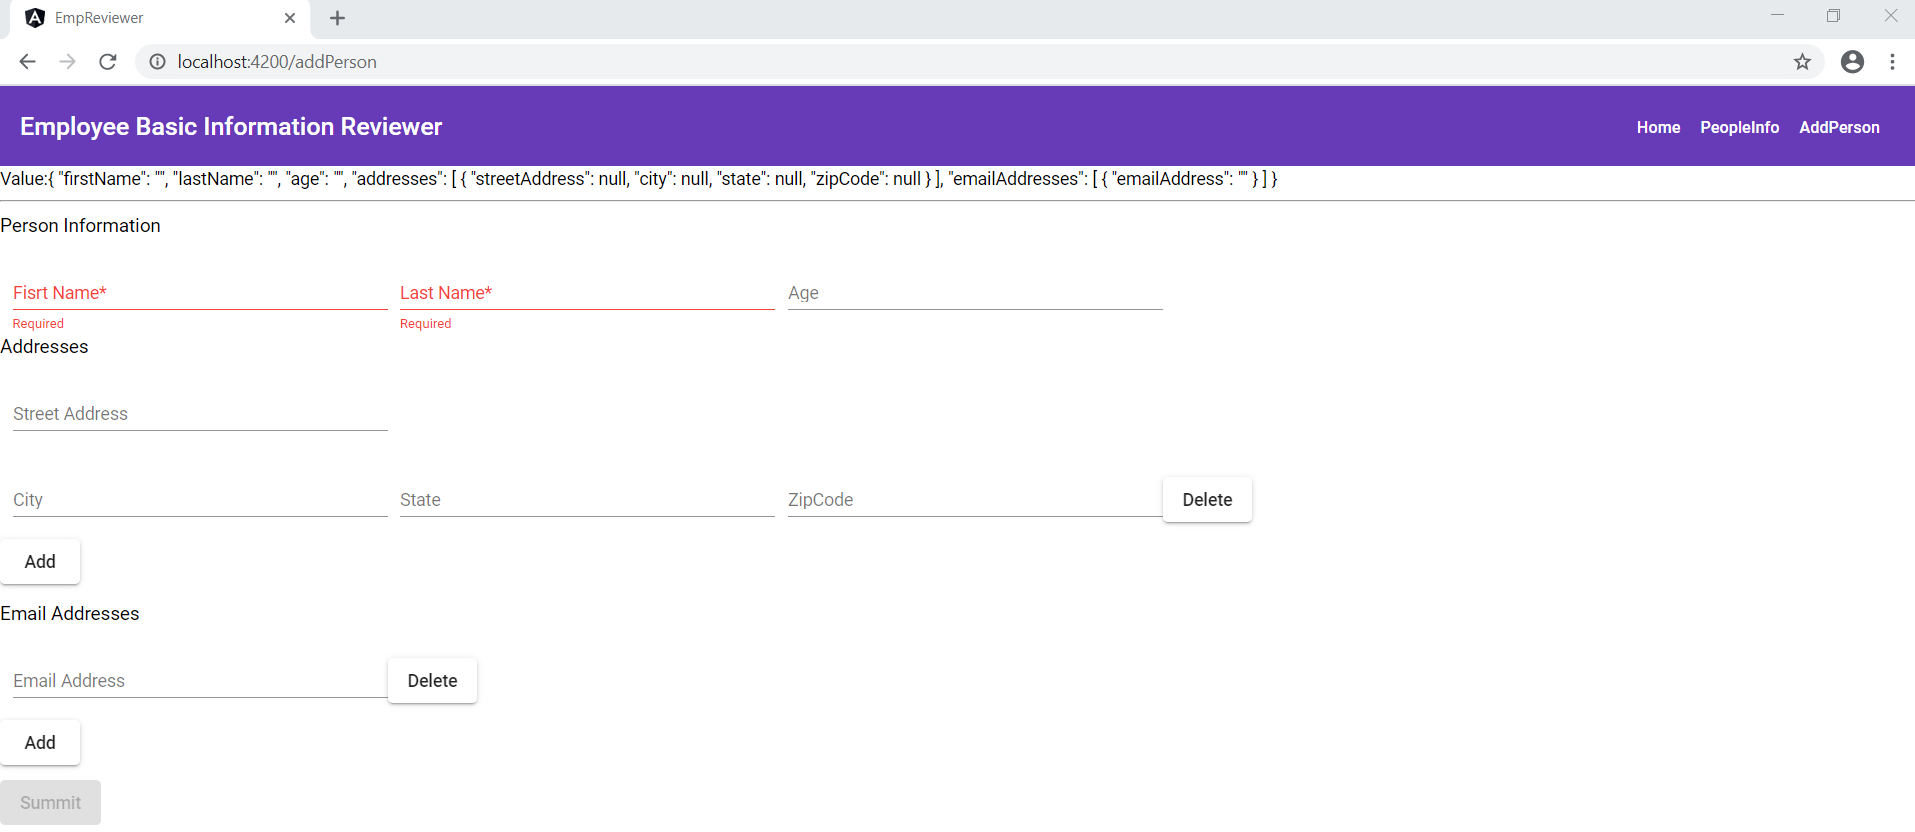 EmpReviewer
localhost:4200/addPerson
Employee Basic Information Reviewer Home PeopleInfo AddPerson
Value:{ "firstName": "", "lastName": "", "age": "", "addresses": [ { "streetAddress": null, "city": null, "state": null, "zipCode": null } ], "emailAddresses": [ { "emailAddress": "" } ] }
Person Information
Fisrt Name* Last Name* Age
Required Required
Addresses
Street Address
City State ZipCode Delete
Add
Email Addresses
Email Address Delete
Add
Summit